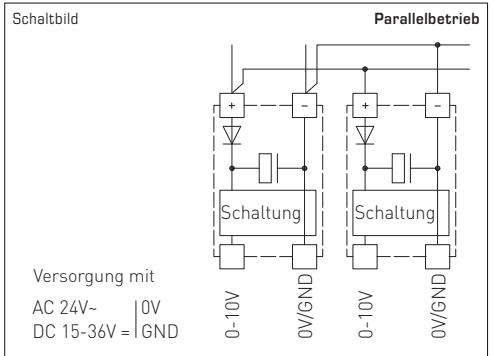 Schaltbild
Parallelbetrieb
+
−
+
−
Schaltung
Schaltung
Versorgung mit
AC 24V~ | 0V
DC 15-36V = | GND
0-10V
0V/GND
0-10V
0V/GND